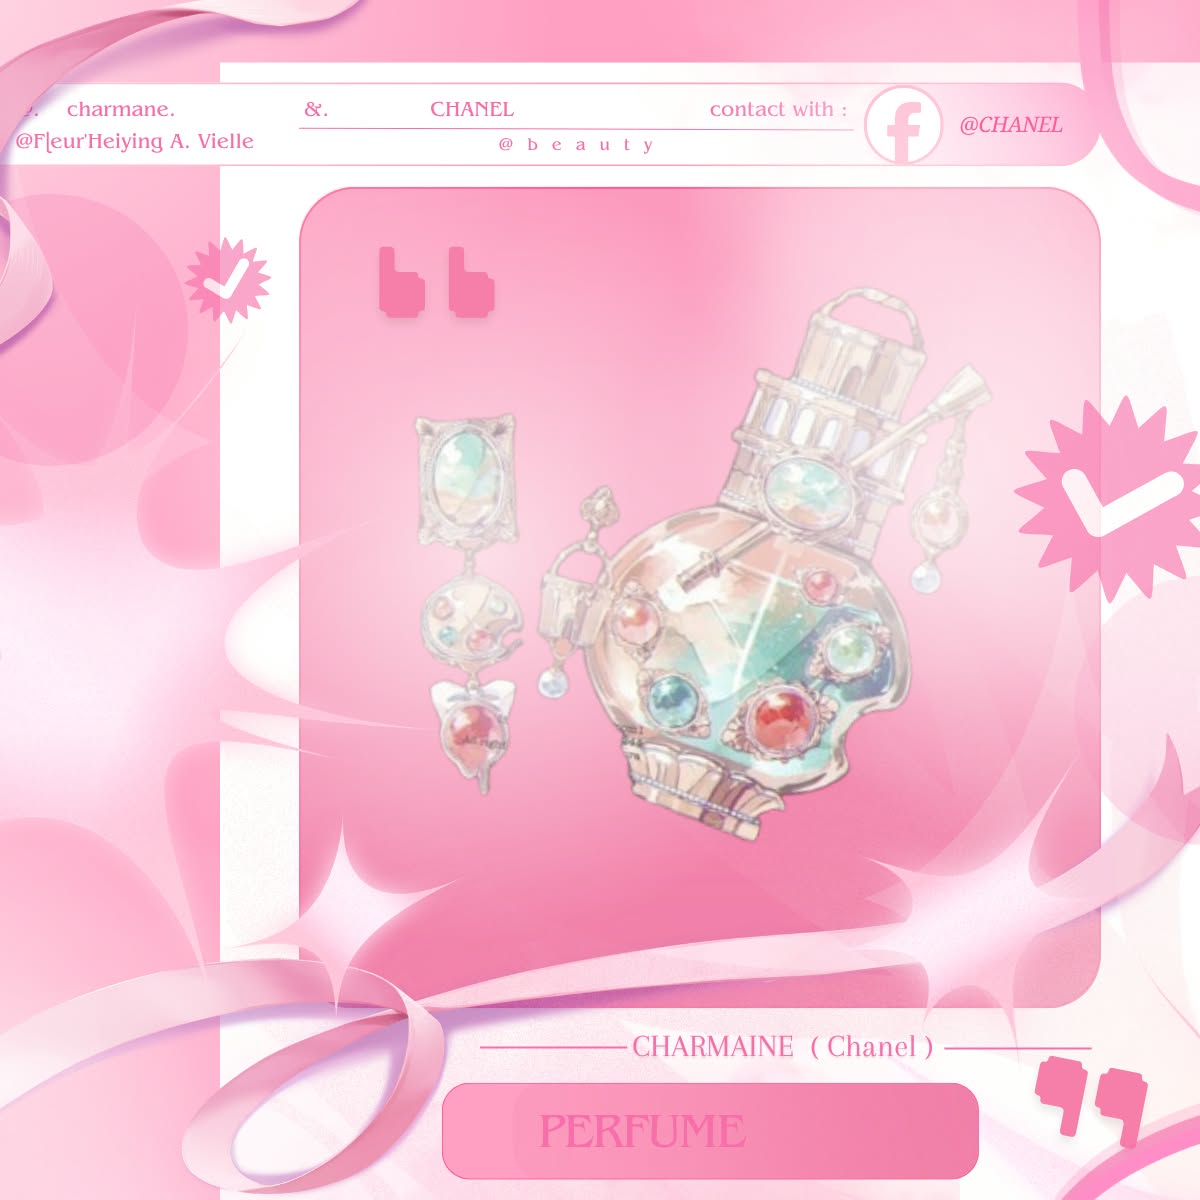 charmane.
&.
CHANEL
contact with :
@Fleur'Heiying A. Vielle
@ b e a u t y
@CHANEL
CHARMAINE ( Chanel )
PERFUME